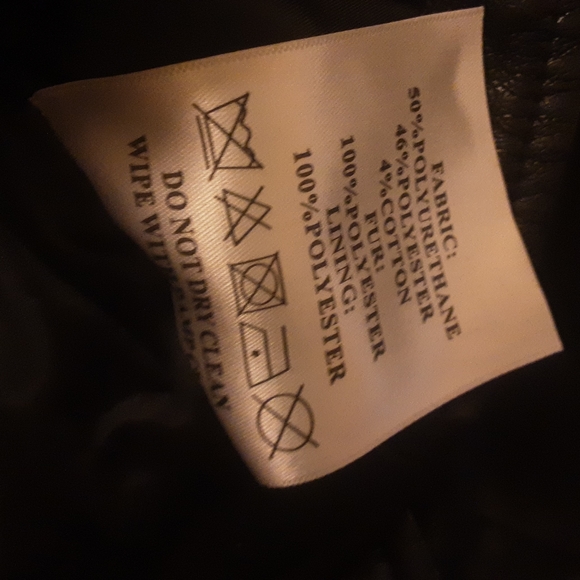 FABRIC:
50%POLYURETHANE
46%POLYESTER
4%COTTON
FUR:
100%POLYESTER
LINING:
100%POLYESTER
DO NOT DRY CLEAN
WIPE WITH DAMP